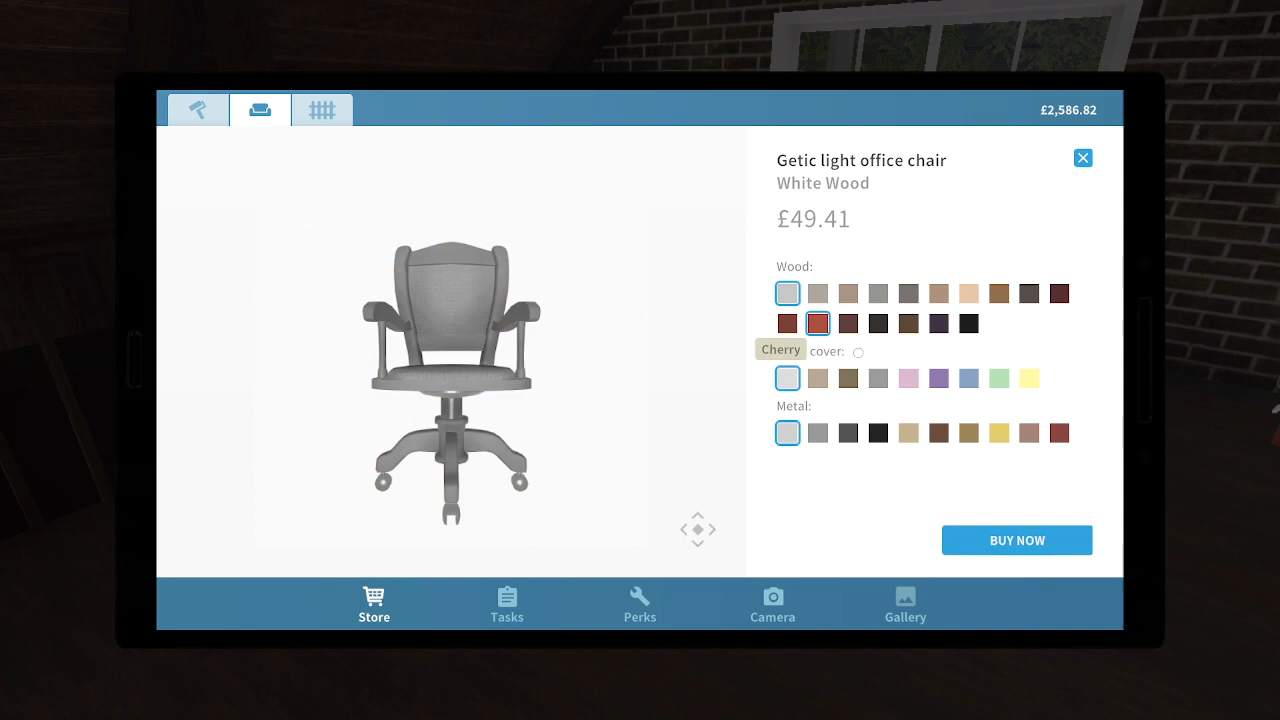 £2,586.82
Getic light office chair
White Wood
£49.41
Wood:
Cherry
cover:
Metal:
BUY NOW
Store
Tasks
Perks
Camera
Gallery